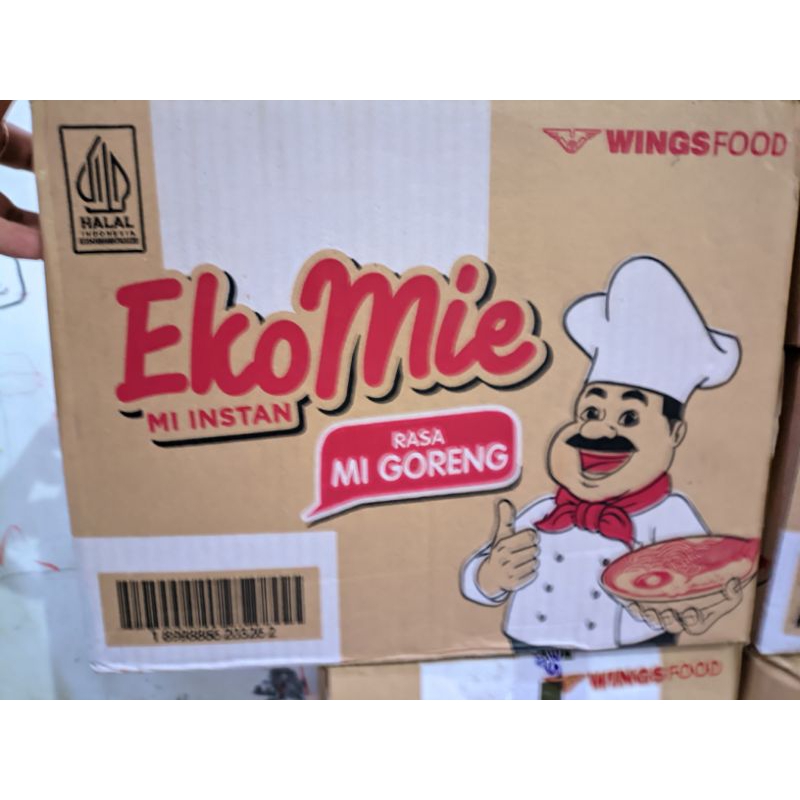 WINGSFOOD
HALAL
INDONESIA
EkoMie
MI INSTAN
RASA
MI GORENG
WINGSFOOD